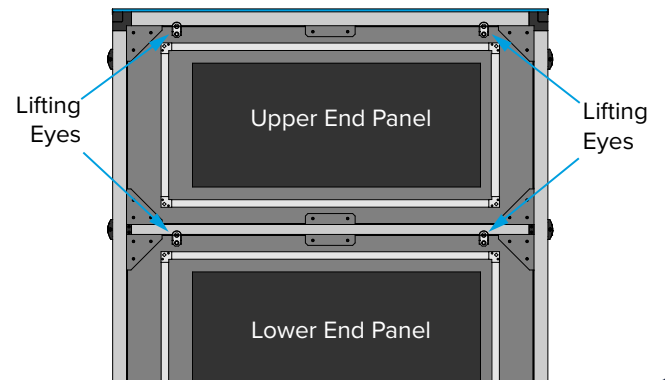 Upper End Panel
Lifting
Eyes
Lifting
Eyes
Lower End Panel